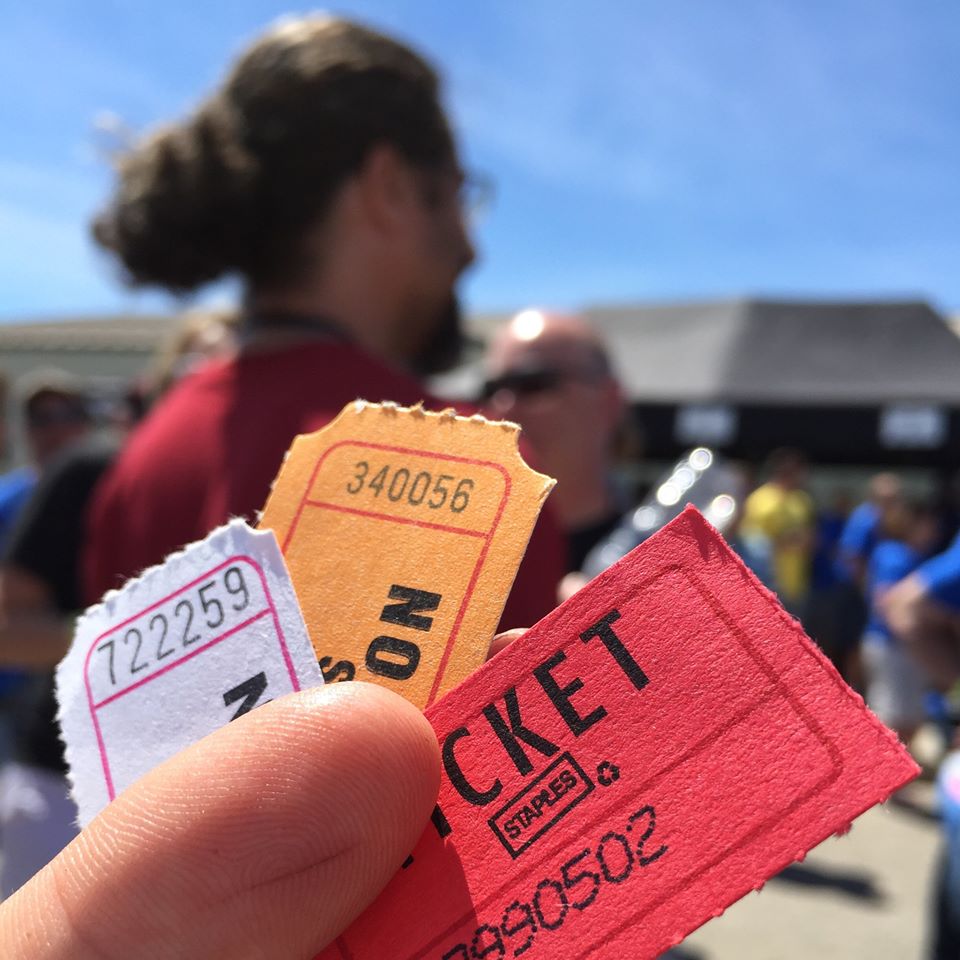 722259
N
340056
S
ON
CKET
STAPLES
990502